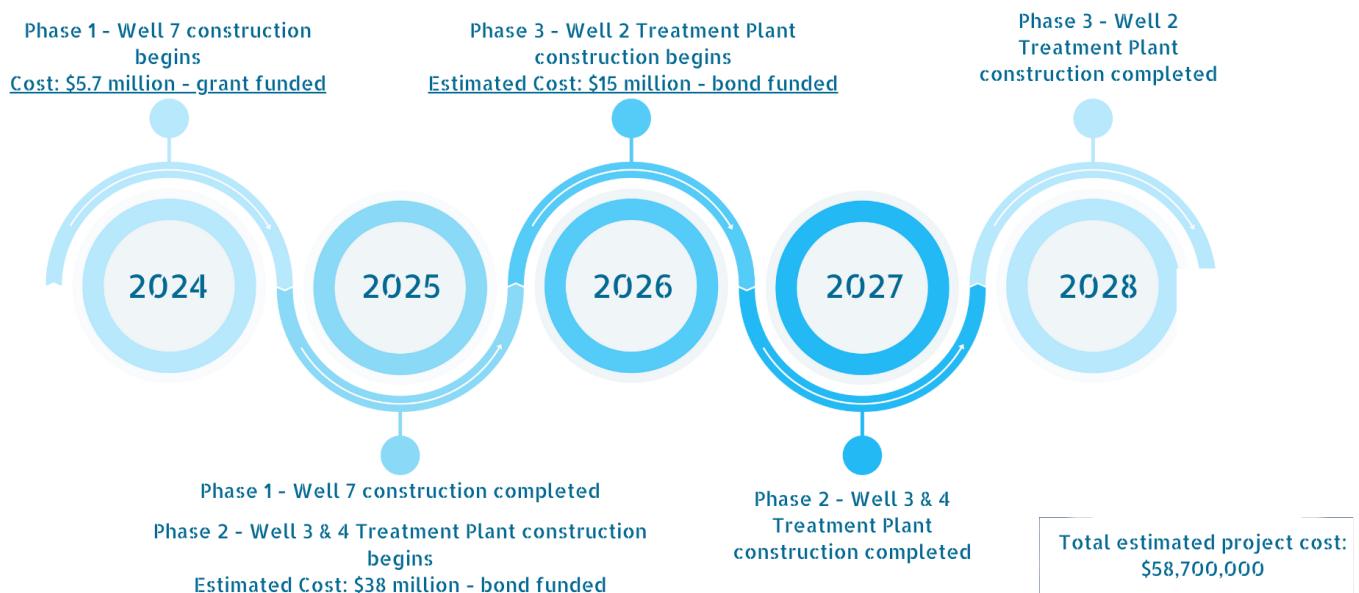 Phase 1 - Well 7 construction
begins
Cost: $5.7 million - grant funded
Phase 3 - Well 2 Treatment Plant
construction begins
Estimated Cost: $15 million - bond funded
Phase 3 - Well 2
Treatment Plant
construction completed
2024
2025
2026
2027
2028
Phase 1 - Well 7 construction completed
Phase 2 - Well 3 & 4 Treatment Plant construction
begins
Estimated Cost: $38 million - bond funded
Phase 2 - Well 3 & 4
Treatment Plant
construction completed
Total estimated project cost:
$58,700,000